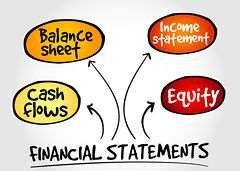 Balance
sheet
Income
statement
Cash
flows
Equity
FINANCIAL STATEMENTS